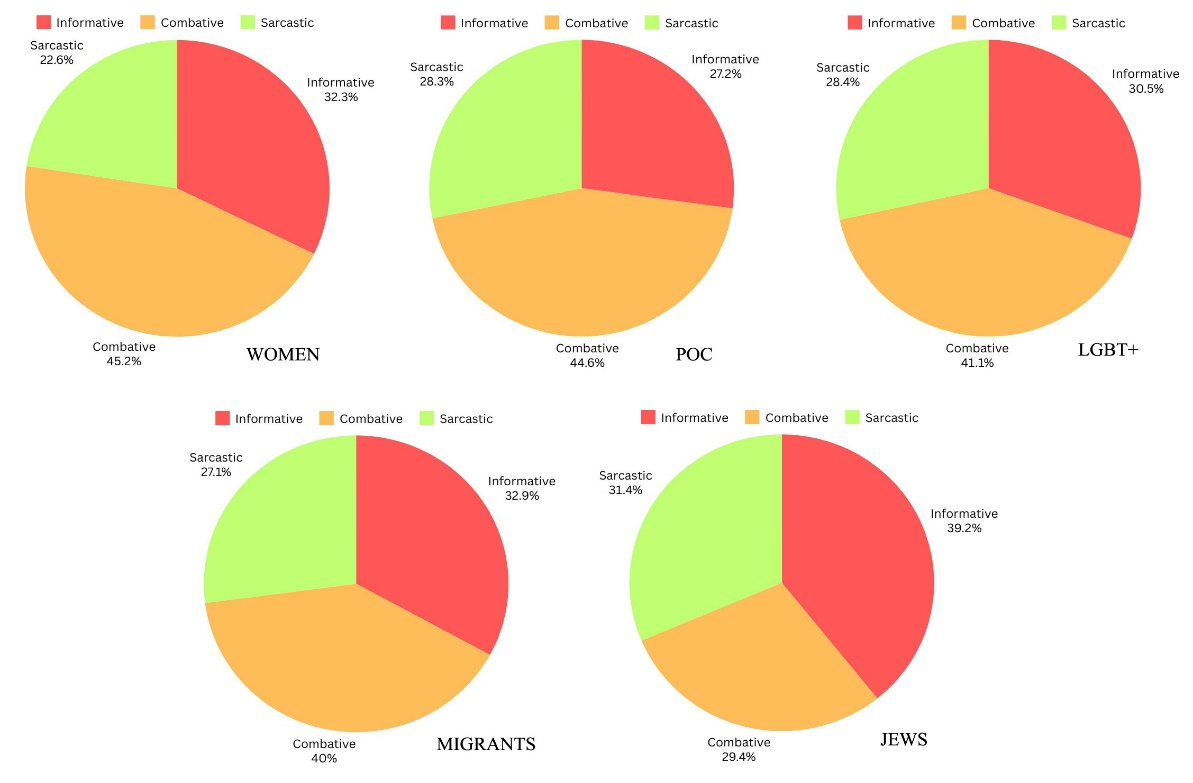 Informative Combative Sarcastic
Sarcastic
22.6%
Informative
32.3%
Combative
45.2%
WOMEN
Informative Combative Sarcastic
Sarcastic
28.3%
Informative
27.2%
Combative
44.6%
POC
Informative Combative Sarcastic
Sarcastic
28.4%
Informative
30.5%
Combative
41.1%
LGBT+
Informative Combative Sarcastic
Sarcastic
27.1%
Informative
32.9%
Combative
40%
MIGRANTS
Informative Combative Sarcastic
Sarcastic
31.4%
Informative
39.2%
Combative
29.4%
JEWS